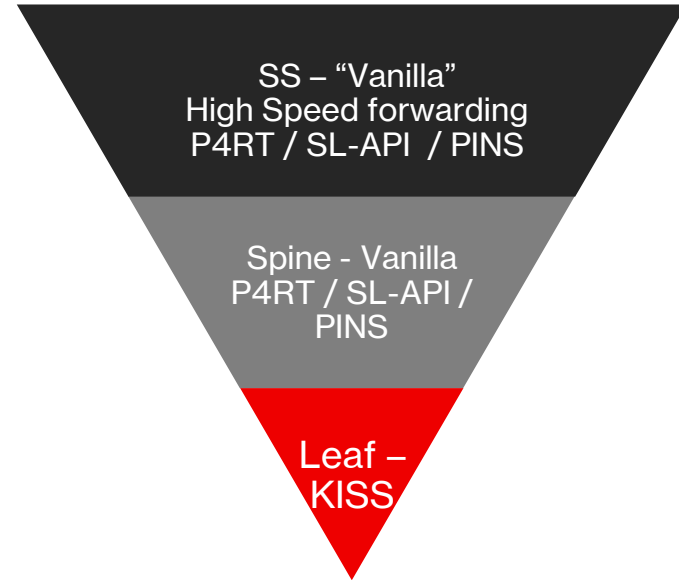 SS – “Vanilla”
High Speed forwarding
P4RT / SL-API / PINS
Spine - Vanilla
P4RT / SL-API /
PINS
Leaf –
KISS